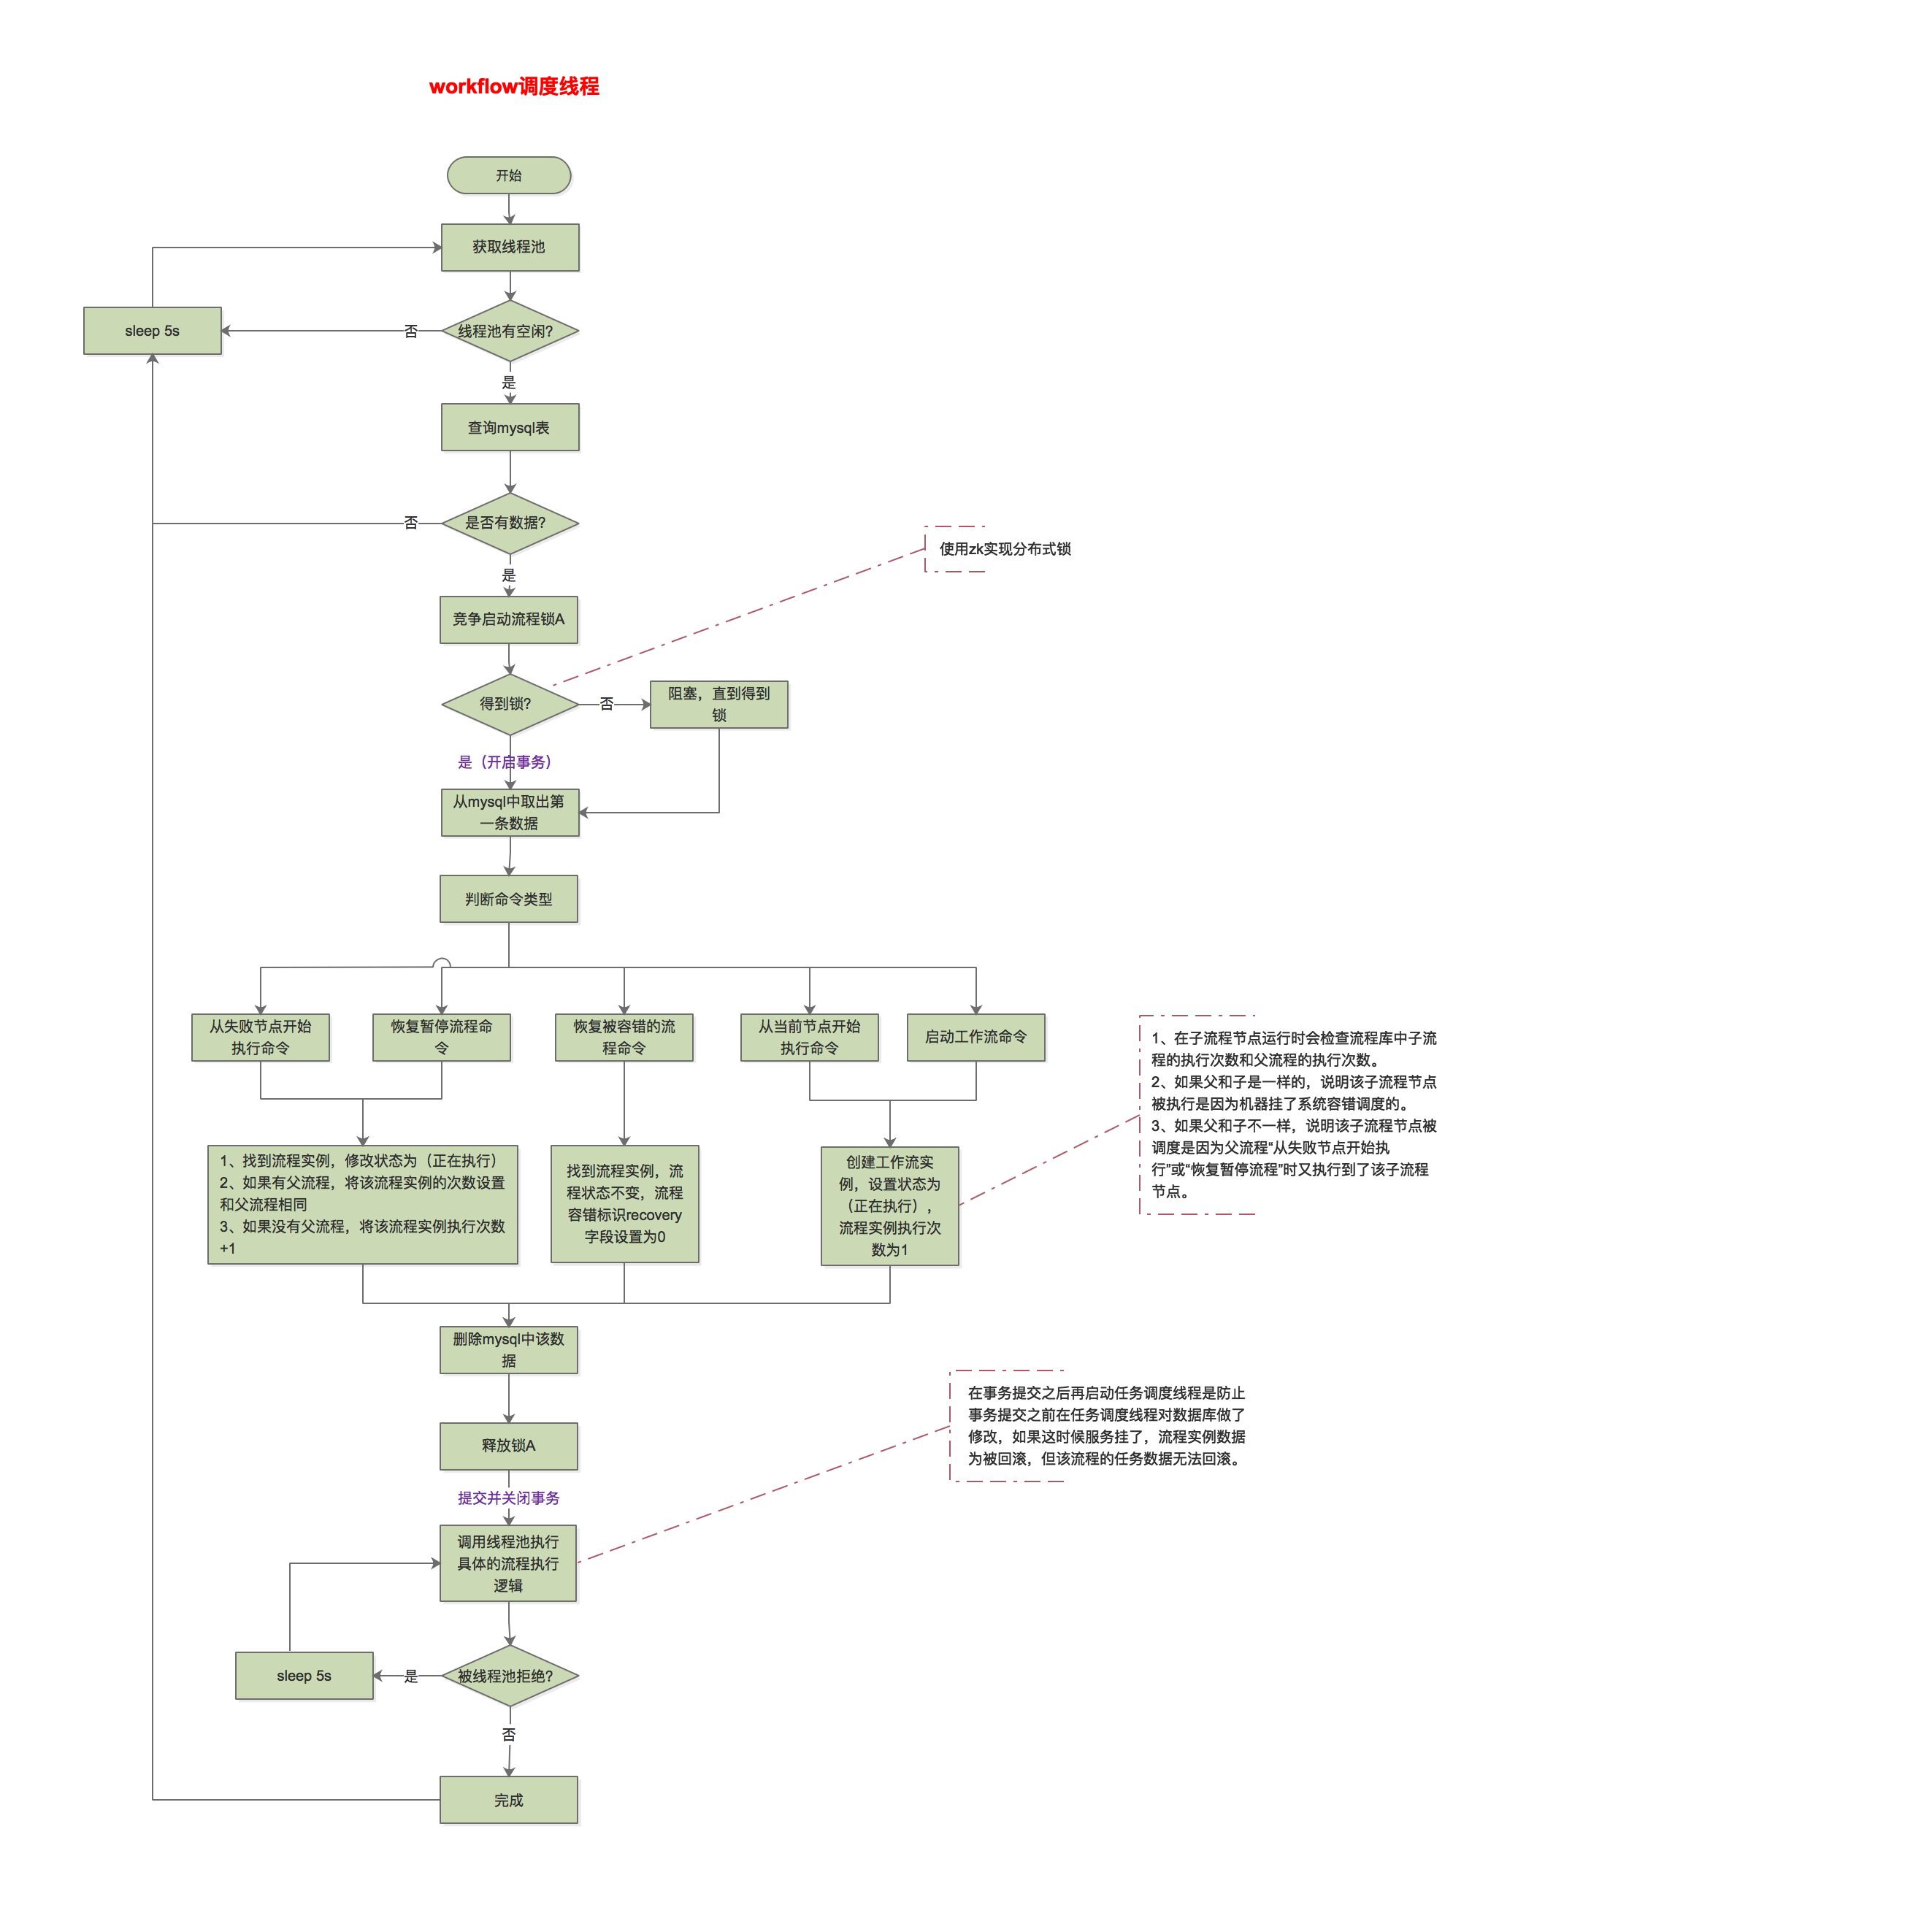 workflow调度线程
开始
获取线程池
sleep 5s
否
线程池有空闲?
是
查询mysql表
否
是否有数据?
使用zk实现分布式锁
是
竞争启动流程锁A
得到锁?
否
阻塞，直到得到
锁
是（开启事务）
从mysql中取出第
一条数据
判断命令类型
从失败节点开始
执行命令
恢复暂停流程命
令
恢复被容错的流
程命令
从当前节点开始
执行命令
启动工作流命令
1、在子流程节点运行时会检查流程库中子流
程的执行次数和父流程的执行次数。
2、如果父和子是一样的，说明该子流程节点
被执行是因为机器挂了系统容错调度的。
3、如果父和子不一样，说明该子流程节点被
调度是因为父流程“从失败节点开始执
行”或“恢复暂停流程”时又执行到了该子流程
节点。
1、找到流程实例，修改状态为（正在执行）
2、如果有父流程，将该流程实例的次数设置
和父流程相同
3、如果没有父流程，将该流程实例执行次数
+1
找到流程实例，流
程状态不变，流程
容错标识recovery
字段设置为0
创建工作流实
例，设置状态为
（正在执行），
流程实例执行次
数为1
删除mysql中该数
据
在事务提交之后再启动任务调度线程是防止
事务提交之前在任务调度线程对数据库做了
修改，如果这时候服务挂了，流程实例数据
为被回滚，但该流程的任务数据无法回滚。
释放锁A
提交并关闭事务
调用线程池执行
具体的流程执行
逻辑
sleep 5s
是
被线程池拒绝?
否
完成